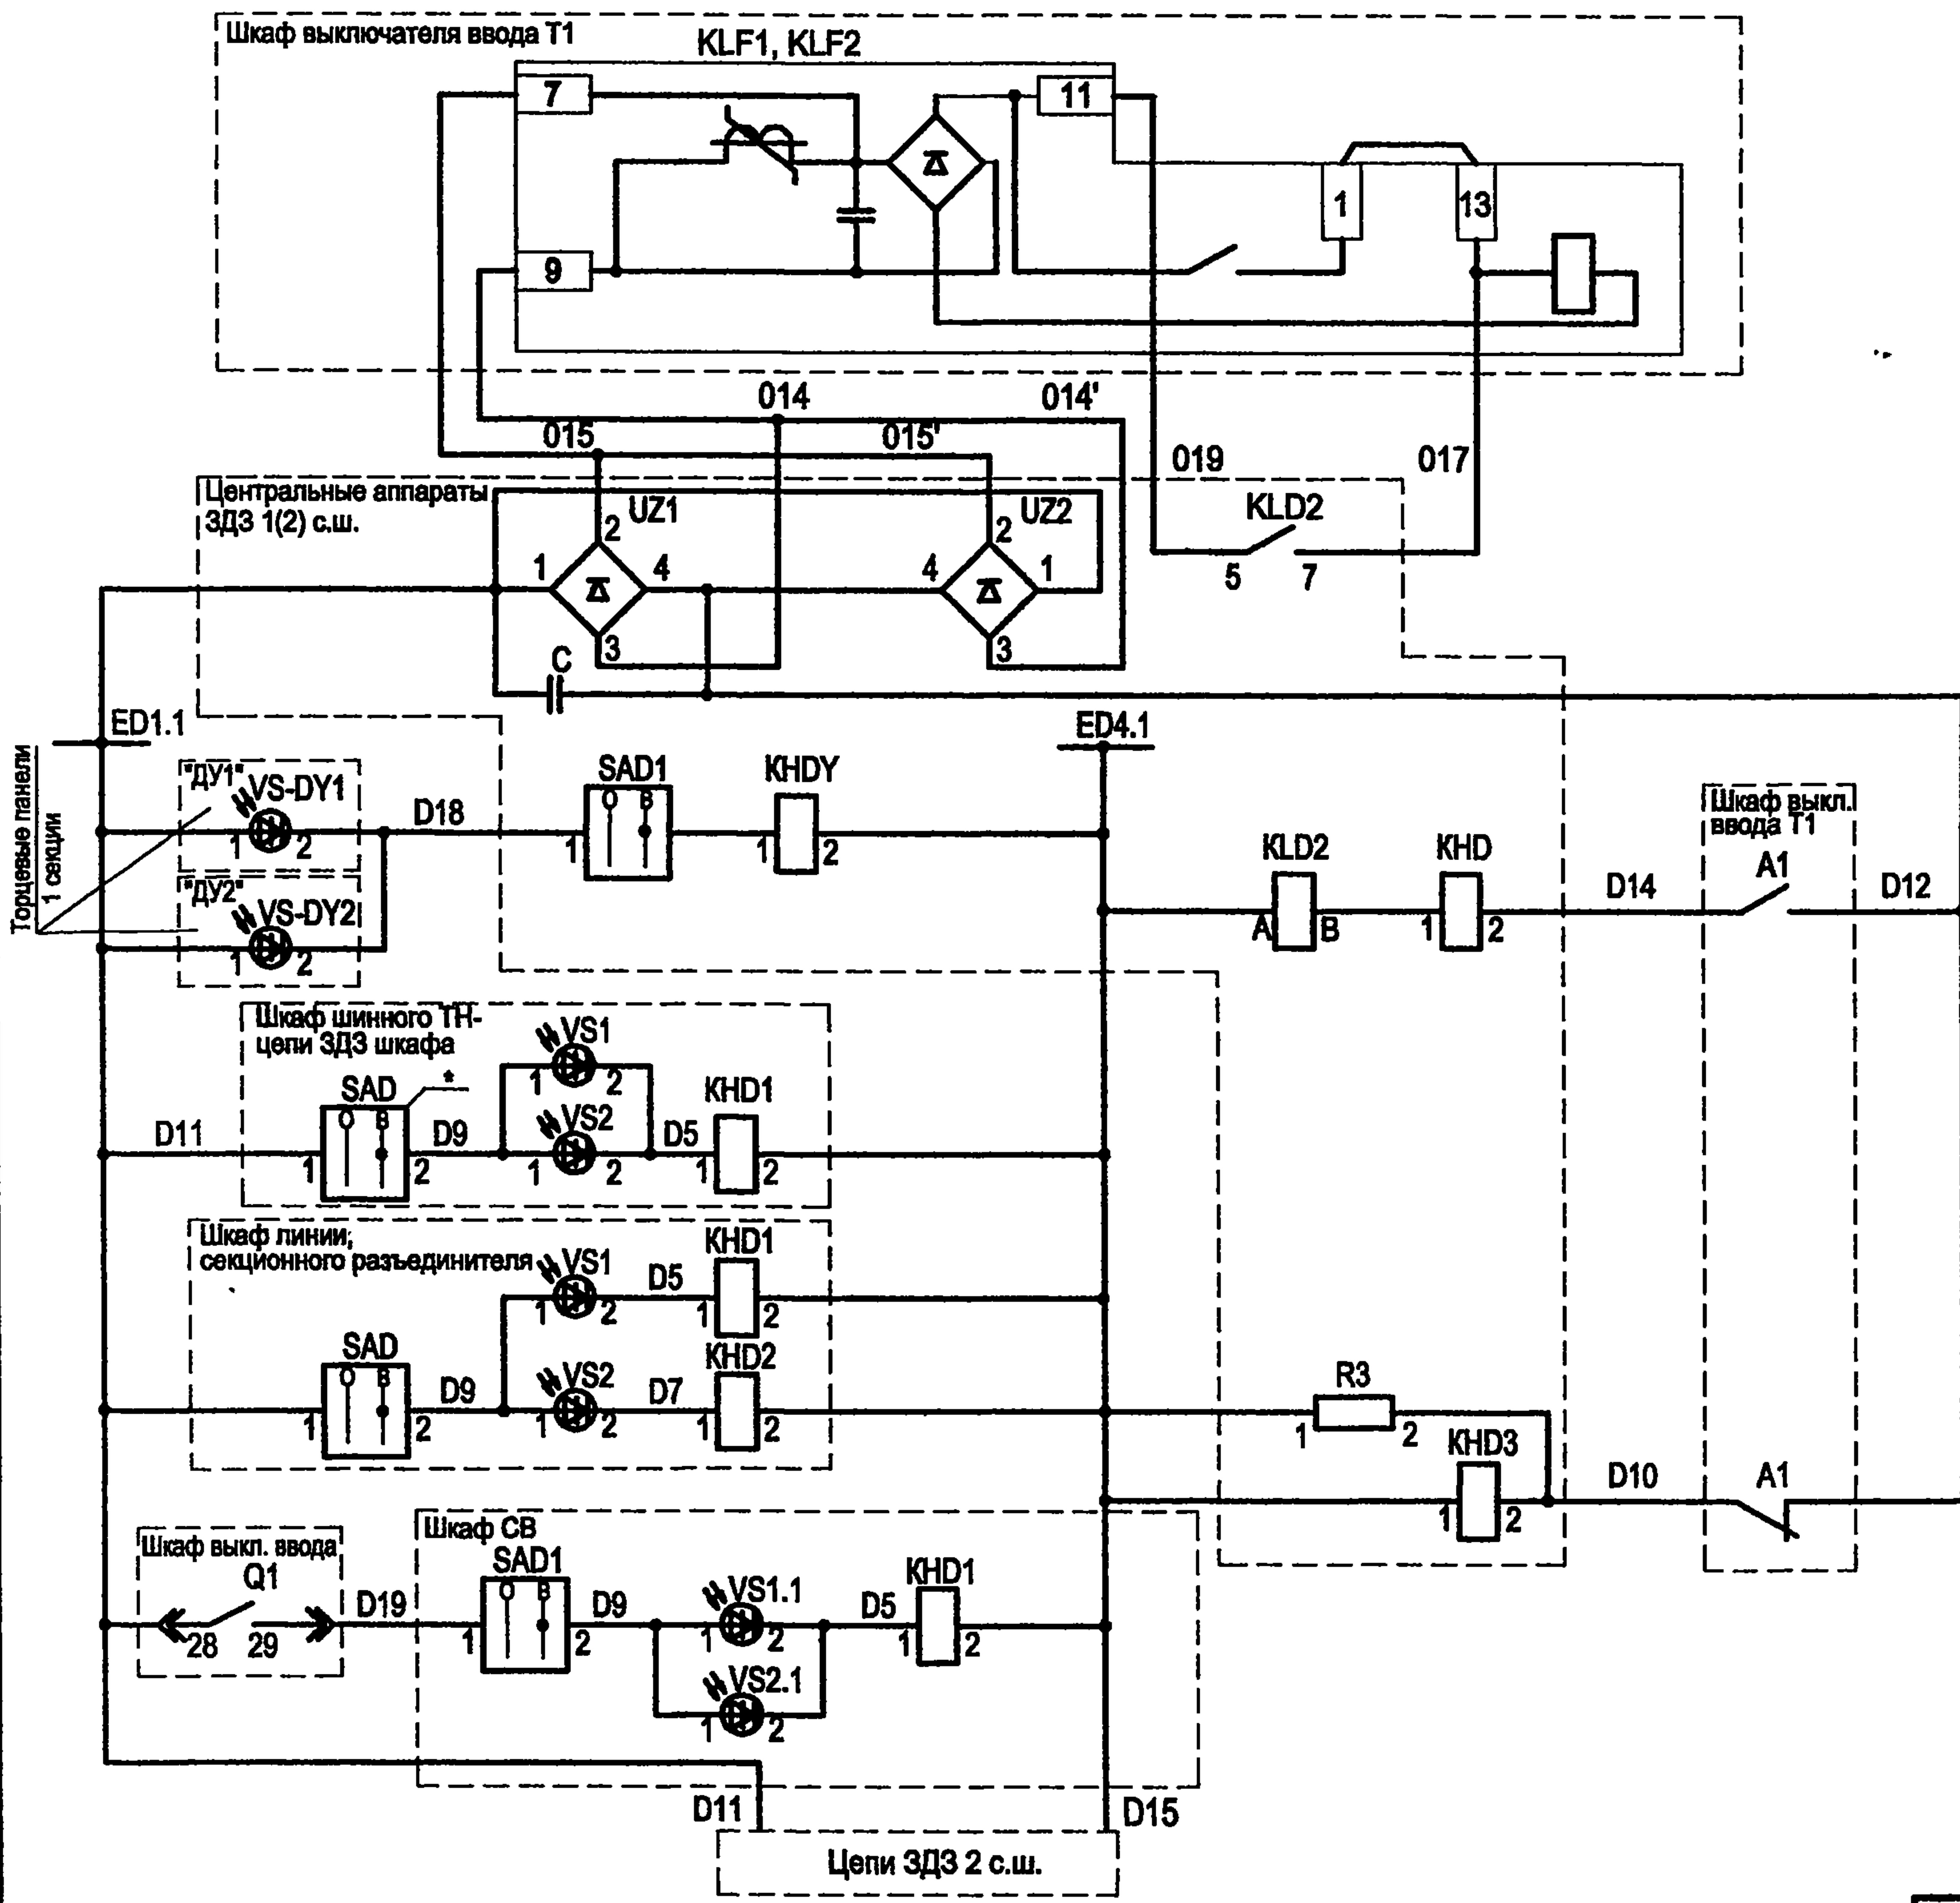 Шкаф выключателя ввода Т1
KLF1, KLF2
7
11
1
13
9
014
014'
015
015'
019
017
Центральные аппараты
ЗДЗ 1(2) с.ш.
UZ1
UZ2
KLD2
2
2
1
4
4
1
5
7
3
3
C
ED1.1
ED4.1
Торцевые панели
1 секции
"ДУ1"
VS-DY1
1
2
D18
SAD1
О
В
1
KHDY
1
2
"ДУ2"
VS-DY2
1
2
KLD2
A
B
KHD
1
2
D14
Шкаф выкл.
ввода Т1
A1
D12
Шкаф шинного ТН-
цепи ЗДЗ шкафа
VS1
1
2
SAD
*
О
В
D11
1
2
D9
VS2
1
2
D5
KHD1
1
2
Шкаф линии,
секционного разъединителя
VS1
1
2
D5
KHD1
1
2
SAD
О
В
1
2
D9
VS2
1
2
D7
KHD2
1
2
R3
1
2
KHD3
1
2
D10
A1
Шкаф выкл. ввода
Q1
28
29
D19
Шкаф СВ
SAD1
О
В
1
2
D9
VS1.1
1
2
D5
KHD1
1
2
VS2.1
1
2
D11
D15
Цепи ЗДЗ 2 с.ш.